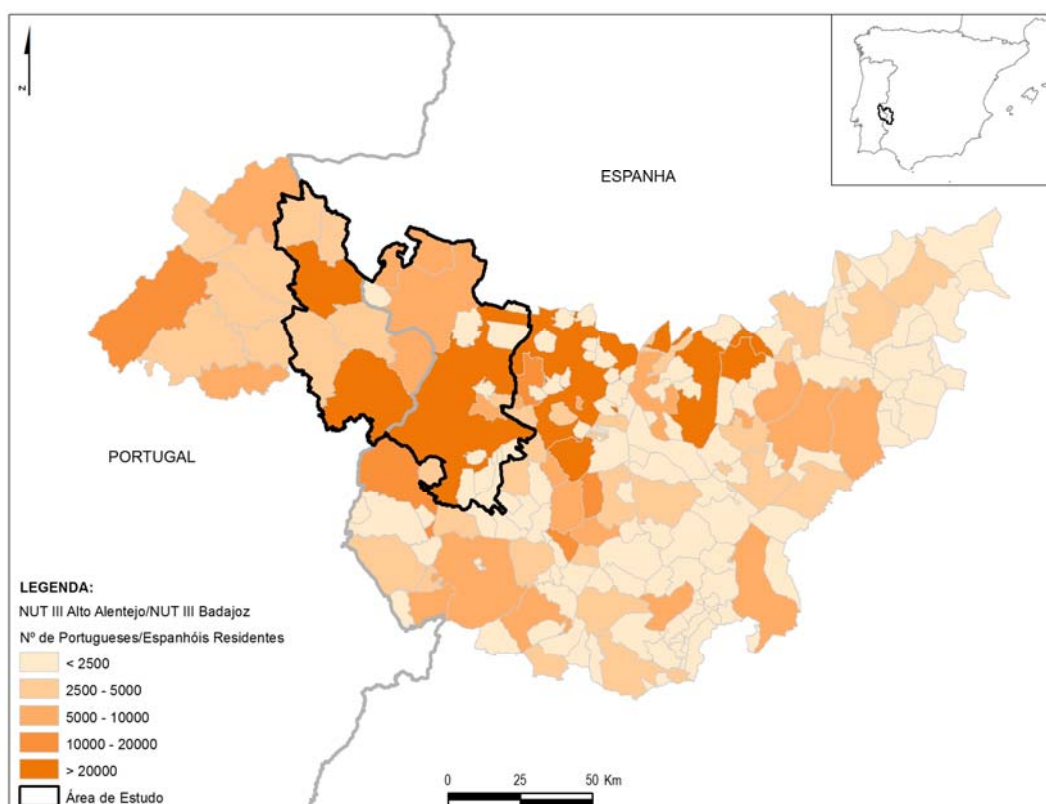 N
ESPANHA
PORTUGAL
LEGENDA:
NUT III Alto Alentejo/NUT III Badajoz
Nº de Portugueses/Espanhóis Residentes
< 2500
2500 - 5000
5000 - 10000
10000 - 20000
> 20000
Área de Estudo
0 25 50 Km